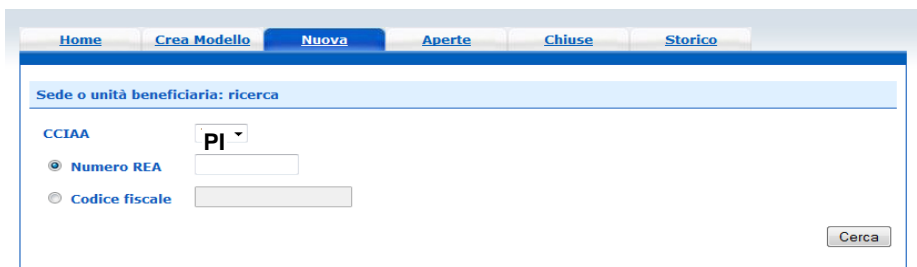 Home Crea Modello Nuova Aperte Chiuse Storico
Sede o unità beneficiaria: ricerca
CCIAA PI
Numero REA
Codice fiscale
Cerca